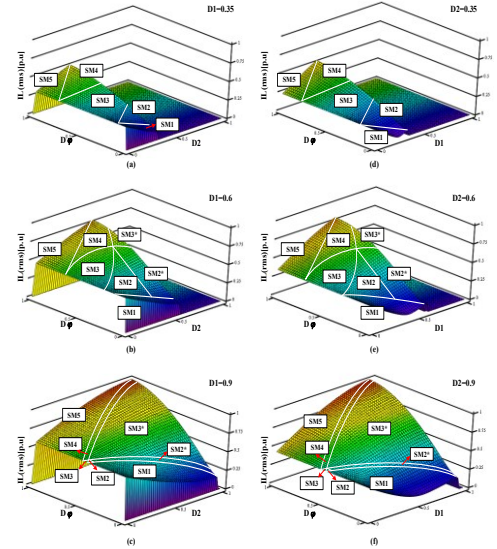 D1=0.35
SM5
SM4
SM3
SM2
SM1
IL(rms)[p.u]
Dφ
D2
(a)
D2=0.35
SM5
SM4
SM3
SM2
SM1
IL(rms)[p.u]
Dφ
D1
(d)
D1=0.6
SM5
SM4
SM3*
SM3
SM2
SM2*
SM1
IL(rms)[p.u]
Dφ
D2
(b)
D2=0.6
SM5
SM4
SM3*
SM3
SM2
SM2*
SM1
IL(rms)[p.u]
Dφ
D1
(e)
D1=0.9
SM5
SM3*
SM4
SM2*
SM3
SM2
SM1
IL(rms)[p.u]
Dφ
D2
(c)
D2=0.9
SM5
SM3*
SM4
SM2*
SM3
SM2
SM1
IL(rms)[p.u]
Dφ
D1
(f)